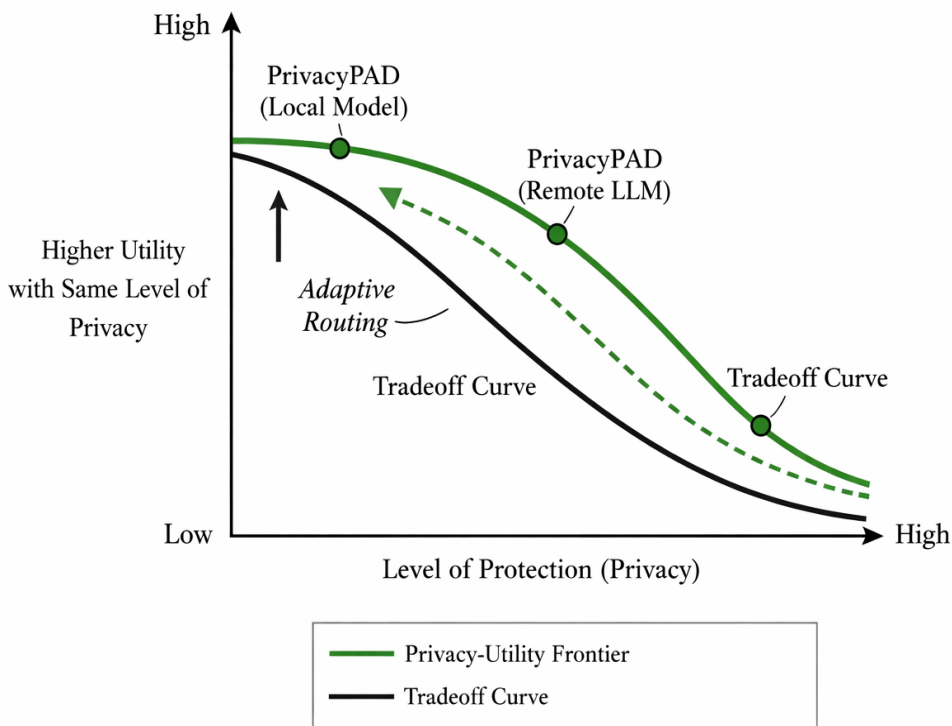 High
PrivacyPAD
(Local Model)
PrivacyPAD
(Remote LLM)
Higher Utility
with Same Level of
Privacy
Adaptive
Routing
Tradeoff Curve
Tradeoff Curve
Low
High
Level of Protection (Privacy)
Privacy-Utility Frontier
Tradeoff Curve